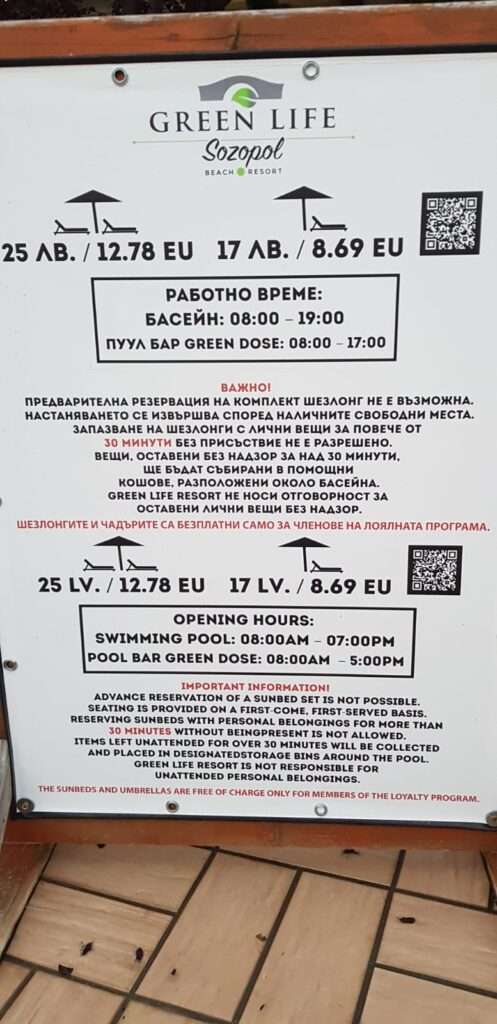 GREEN LIFE
Sozopol
BEACH RESORT
25 ЛВ. / 12.78 EU 17 ЛВ. / 8.69 EU
РАБОТНО ВРЕМЕ:
БАСЕЙН: 08:00 – 19:00
ПУУЛ БАР GREEN DOSE: 08:00 – 17:00
ВАЖНО!
ПРЕДВАРИТЕЛНА РЕЗЕРВАЦИЯ НА КОМПЛЕКТ ШЕЗЛОНГ НЕ Е ВЪЗМОЖНА.
НАСТАНЯВАНЕТО СЕ ИЗВЪРШВА СПОРЕД НАЛИЧНИТЕ СВОБОДНИ МЕСТА.
ЗАПАЗВАНЕ НА ШЕЗЛОНГИ С ЛИЧНИ ВЕЩИ ЗА ПОВЕЧЕ ОТ
30 МИНУТИ БЕЗ ПРИСЪСТВИЕ НЕ Е РАЗРЕШЕНО.
ВЕЩИ, ОСТАВЕНИ БЕЗ НАДЗОР ЗА НАД 30 МИНУТИ,
ЩЕ БЪДАТ СЪБИРАНИ В ПОМОЩНИ
КОШОВЕ, РАЗПОЛОЖЕНИ ОКОЛО БАСЕЙНА.
GREEN LIFE RESORT НЕ НОСИ ОТГОВОРНОСТ ЗА
ОСТАВЕНИ ЛИЧНИ ВЕЩИ БЕЗ НАДЗОР.
ШЕЗЛОНГИТЕ И ЧАДЪРИТЕ СА БЕЗПЛАТНИ САМО ЗА ЧЛЕНОВЕ НА ЛОЯЛНАТА ПРОГРАМА.
25 LV. / 12.78 EU 17 LV. / 8.69 EU
OPENING HOURS:
SWIMMING POOL: 08:00AM – 07:00PM
POOL BAR GREEN DOSE: 08:00AM – 5:00PM
IMPORTANT INFORMATION!
ADVANCE RESERVATION OF A SUNBED SET IS NOT POSSIBLE.
SEATING IS PROVIDED ON A FIRST-COME, FIRST-SERVED BASIS.
RESERVING SUNBEDS WITH PERSONAL BELONGINGS FOR MORE THAN
30 MINUTES WITHOUT BEINGPRESENT IS NOT ALLOWED.
ITEMS LEFT UNATTENDED FOR OVER 30 MINUTES WILL BE COLLECTED
AND PLACED IN DESIGNATEDSTORAGE BINS AROUND THE POOL.
GREEN LIFE RESORT IS NOT RESPONSIBLE FOR
UNATTENDED PERSONAL BELONGINGS.
THE SUNBEDS AND UMBRELLAS ARE FREE OF CHARGE ONLY FOR MEMBERS OF THE LOYALTY PROGRAM.